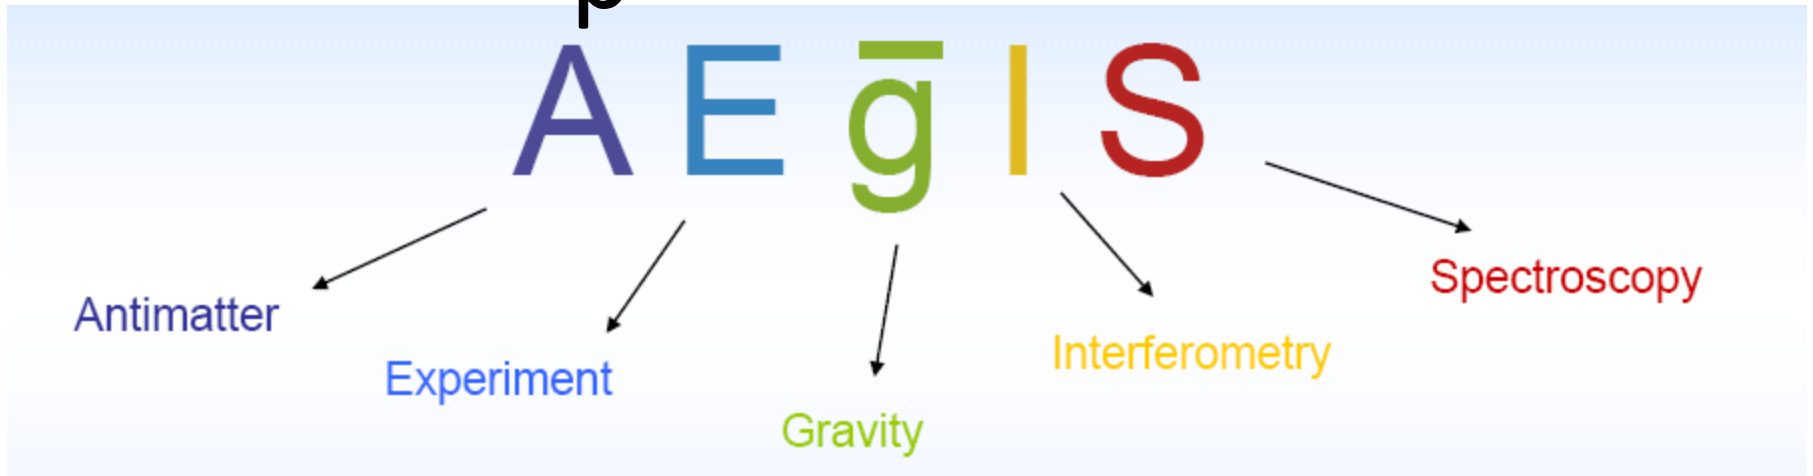 p
A E g̅ I S
Spectroscopy
Antimatter
Interferometry
Experiment
Gravity